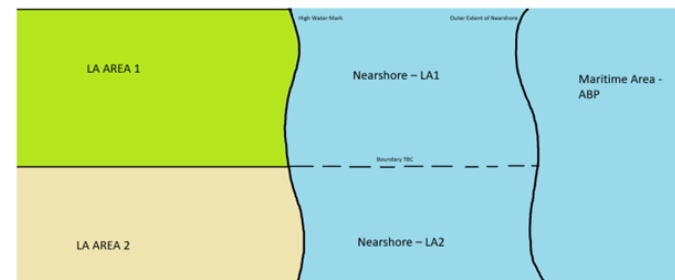 High Water Mark
Outer Extent of Nearshore
LA AREA 1
Nearshore – LA1
Maritime Area -
ABP
Boundary TBC
LA AREA 2
Nearshore – LA2